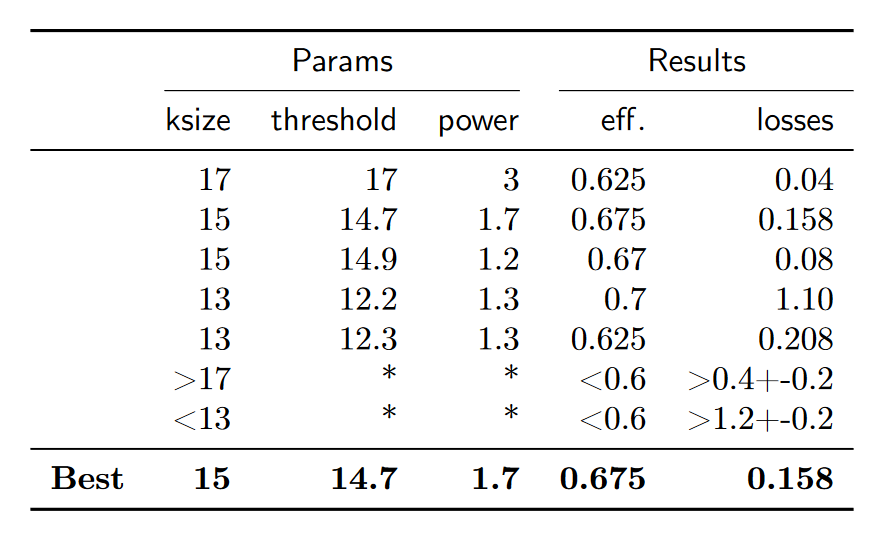 Params Results
ksize threshold power eff. losses
17 17 3 0.625 0.04
15 14.7 1.7 0.675 0.158
15 14.9 1.2 0.67 0.08
13 12.2 1.3 0.7 1.10
13 12.3 1.3 0.625 0.208
>17 * * <0.6 >0.4+-0.2
<13 * * <0.6 >1.2+-0.2
Best 15 14.7 1.7 0.675 0.158